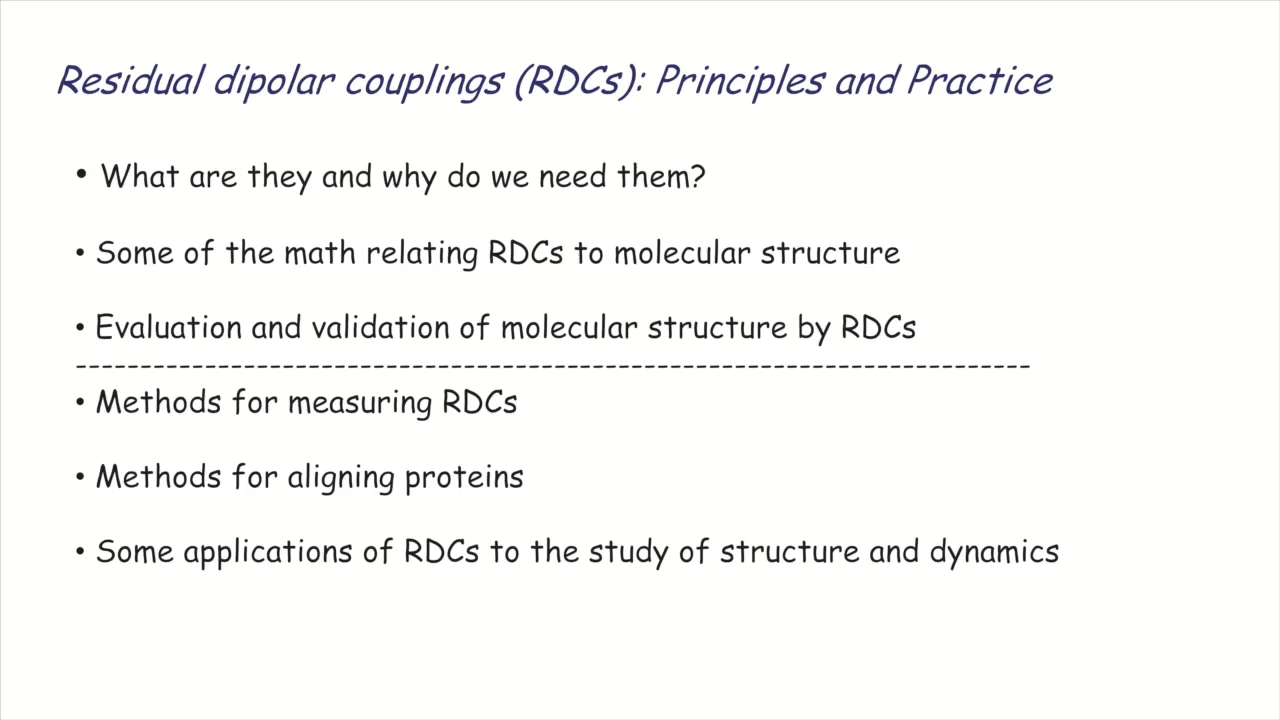 Residual dipolar couplings (RDCs): Principles and Practice
• What are they and why do we need them?
• Some of the math relating RDCs to molecular structure
• Evaluation and validation of molecular structure by RDCs
--------------------------------------------------------------------------
• Methods for measuring RDCs
• Methods for aligning proteins
• Some applications of RDCs to the study of structure and dynamics